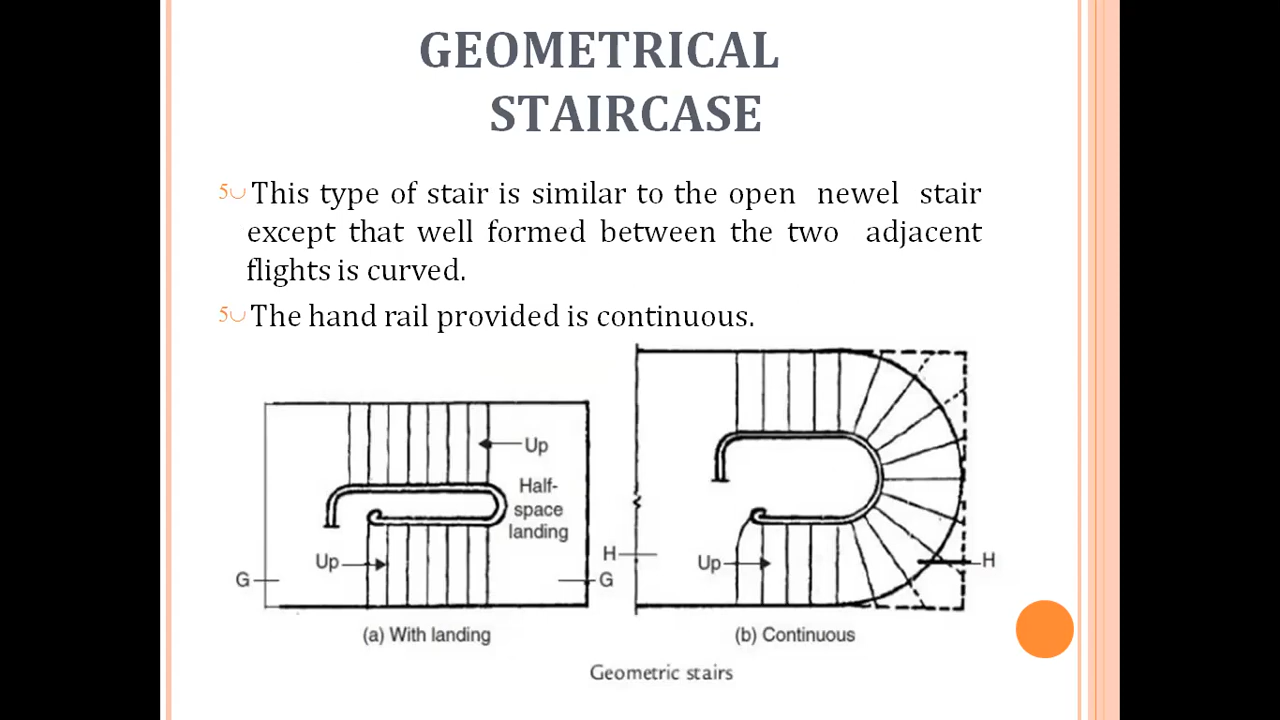 GEOMETRICAL
STAIRCASE
5 This type of stair is similar to the open newel stair
except that well formed between the two adjacent
flights is curved.
5 The hand rail provided is continuous.
Up
Half-
space
landing
Up
G
G
(a) With landing
H
Up
H
(b) Continuous
Geometric stairs